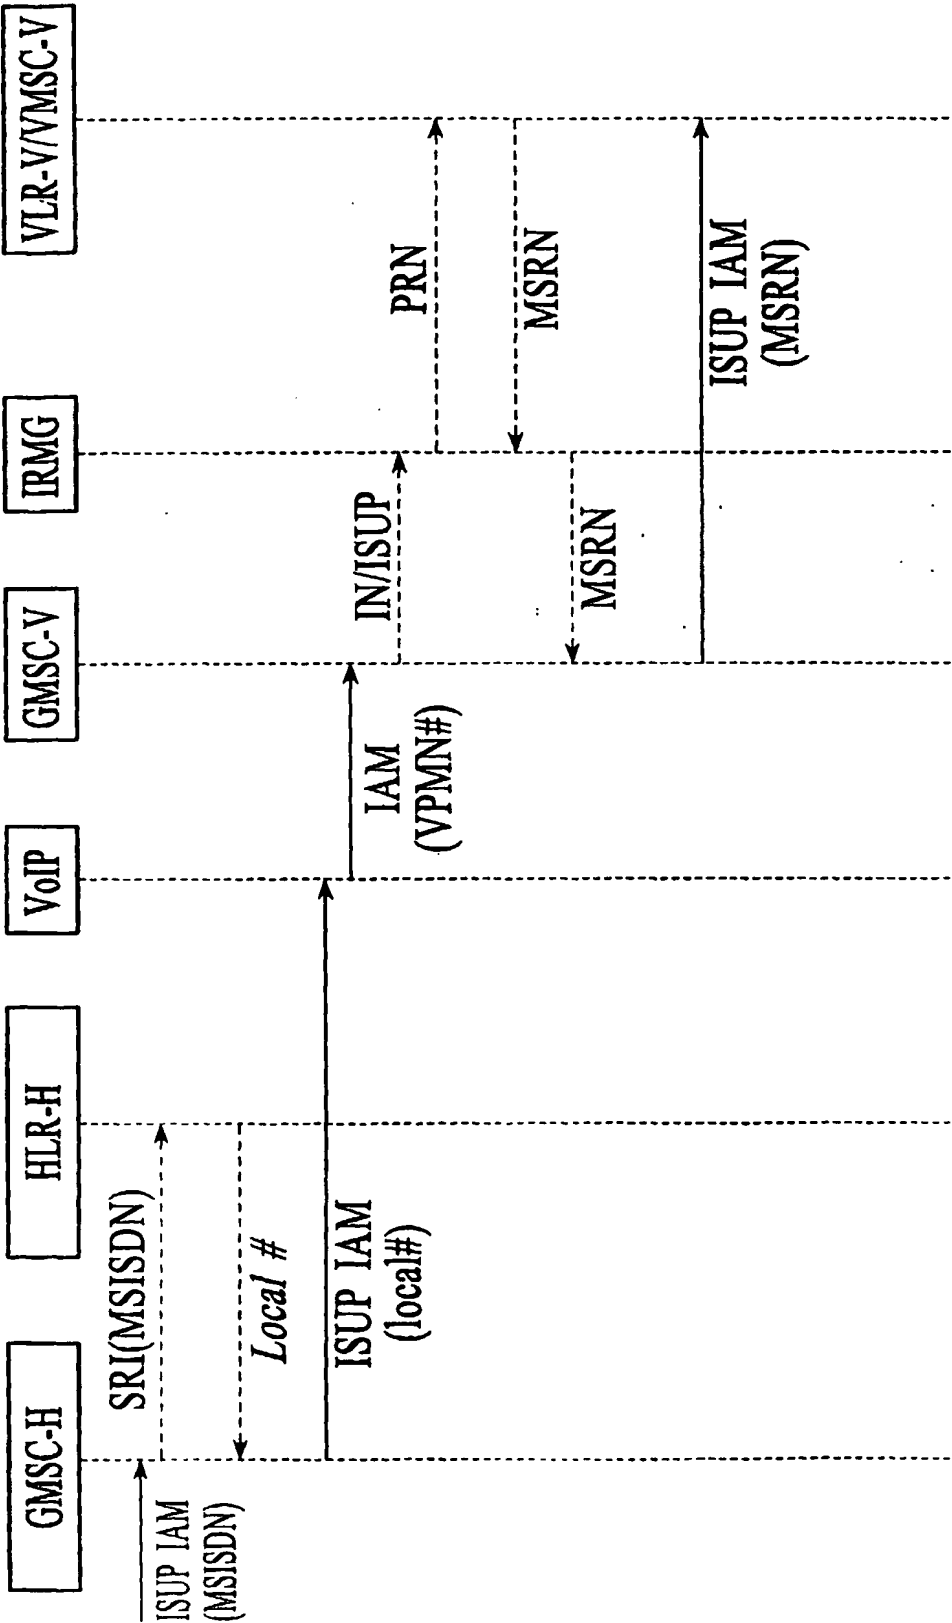 GMSC-H
HLR-H
VoIP
GMSC-V
IRMG
VLR-V/VMSC-V
ISUP IAM
(MSISDN)
SRI(MSISDN)
Local #
ISUP IAM
(local#)
IAM
(VPMN#)
IN/ISUP
PRN
MSRN
MSRN
ISUP IAM
(MSRN)